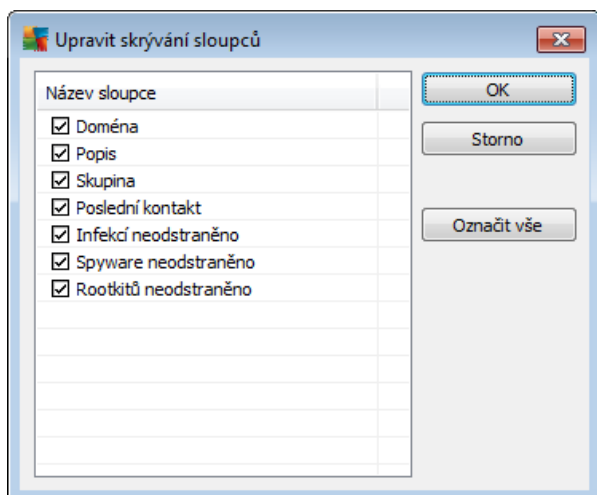 Upravit skrývání sloupců
Název sloupce
Doména
Popis
Skupina
Poslední kontakt
Infekcí neodstraněno
Spyware neodstraněno
Rootkitů neodstraněno
OK
Storno
Označit vše